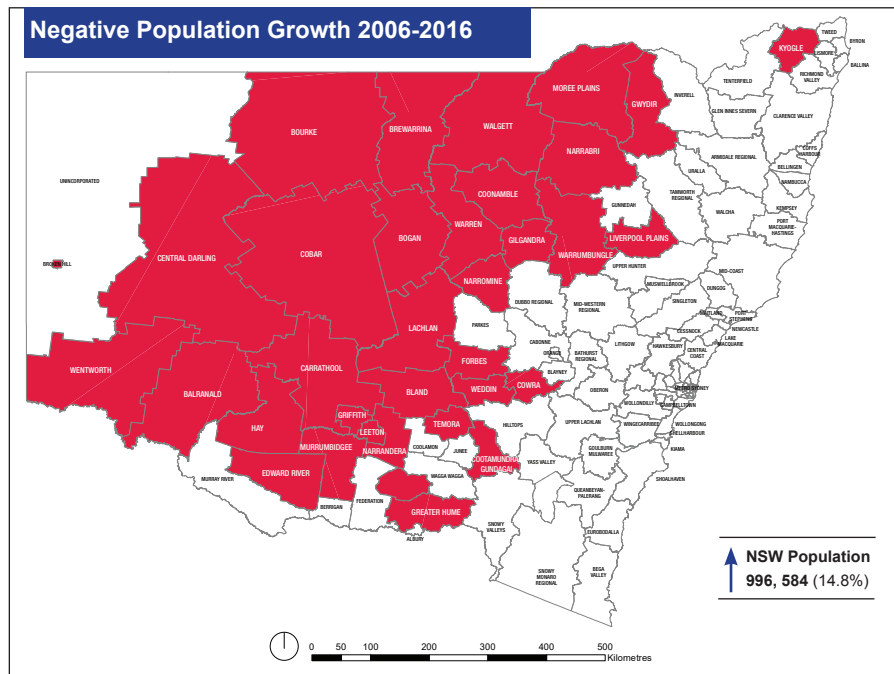 Negative Population Growth 2006-2016
TWEED
BYRON
KYOGLE
LISMORE
BALLINA
RICHMOND
VALLEY
TENTERFIELD
MOREE PLAINS
GWYDIR
INVERELL
GLEN INNES SEVERN
CLARENCE VALLEY
BOURKE
BREWARRINA
WALGETT
NARRABRI
COFFS
HARBOUR
ARMIDALE REGIONAL
BELLINGEN
URALLA
NAMBUCCA
UNINCORPORATED
COONAMBLE
GUNNEDAH
TAMWORTH
REGIONAL
WALCHA
KEMPSEY
PORT
MACQUARIE-
HASTINGS
WARREN
BOGAN
GILGANDRA
LIVERPOOL PLAINS
COBAR
CENTRAL DARLING
WARRUMBUNGLE
BROKEN HILL
UPPER HUNTER
MID-COAST
NARROMINE
MUSWELLBROOK
DUNGOG
SINGLETON
DUBBO REGIONAL
MID-WESTERN
REGIONAL
MAITLAND
PORT
STEPHENS
LACHLAN
PARKES
CESSNOCK
NEWCASTLE
LAKE
MACQUARIE
CABONNE
ORANGE
BATHURST
REGIONAL
LITHGOW
HAWKESBURY
CENTRAL
COAST
FORBES
WENTWORTH
CARRATHOOL
BLAYNEY
BALRANALD
BLAND
WEDDIN
COWRA
OBERON
METRO SYDNEY
WOLLONDILLY
CAMPBELLTOWN
GRIFFITH
HAY
LEETON
TEMORA
HILLTOPS
UPPER LACHLAN
WINGECARRIBEE
WOLLONGONG
SHELLHARBOUR
MURRUMBIDGEE
NARRANDERA
COOLAMON
JUNEE
COOTAMUNDRA
GUNDAGAI
YASS VALLEY
GOULBURN
MULWAREE
KIAMA
EDWARD RIVER
MURRAY RIVER
WAGGA WAGGA
SHOALHAVEN
BERRIGAN
FEDERATION
QUEANBEYAN-
PALERANG
GREATER HUME
SNOWY
VALLEYS
EUROBODALLA
ALBURY
SNOWY
MONARO
REGIONAL
BEGA
VALLEY
NSW Population
996, 584 (14.8%)
0 50 100 200 300 400 500
Kilometres